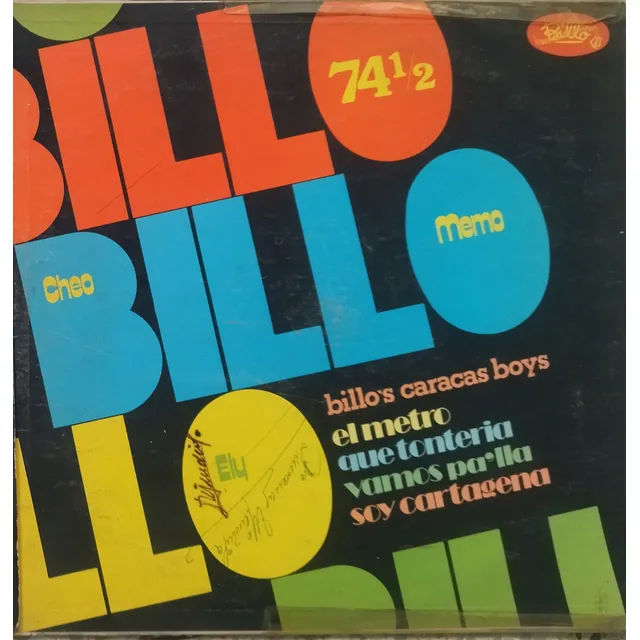 BILLO
74 1/2
Billo
BILLO
Cheo
Memo
billo's caracas boys
el metro
que tonteria
vamos pa'lla
soy cartagena
LLO
Ely
BILL